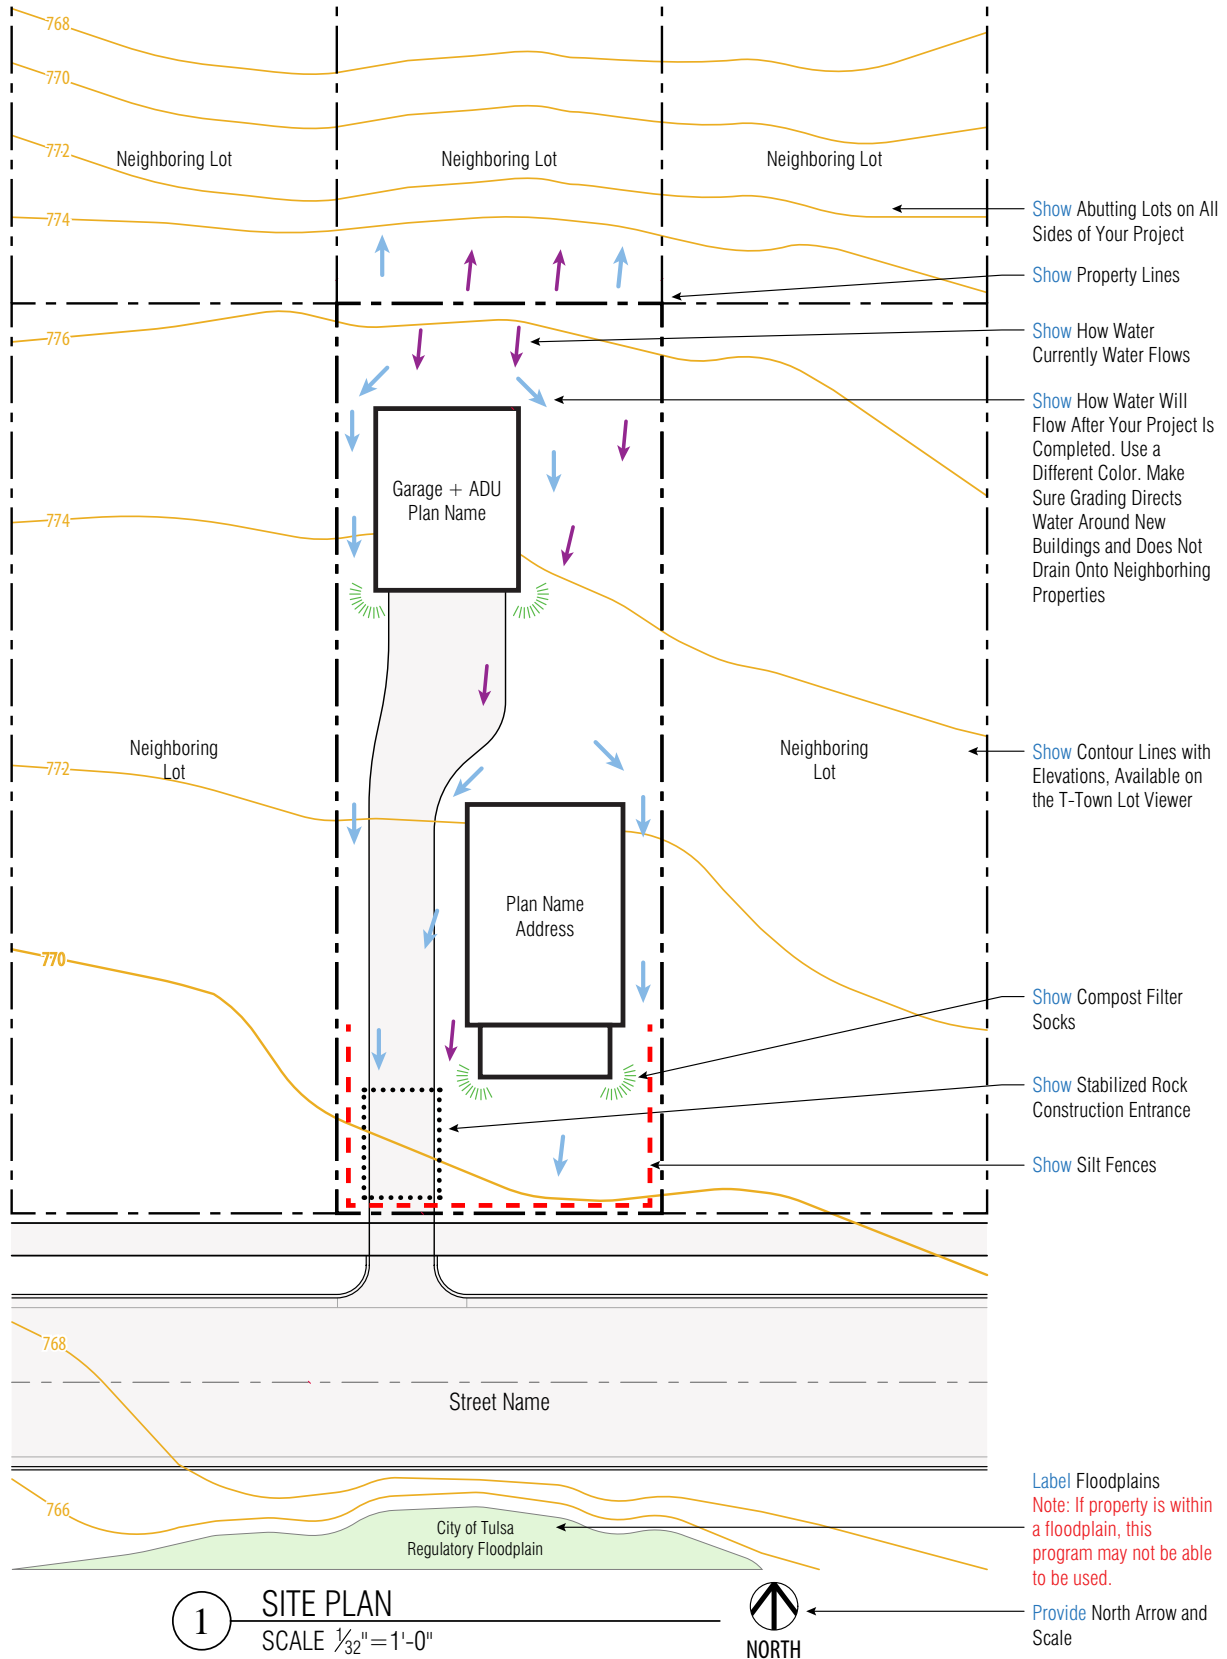 768
770
772
Neighboring Lot
Neighboring Lot
Neighboring Lot
774
Show Abutting Lots on All
Sides of Your Project
Show Property Lines
776
Show How Water
Currently Water Flows
Show How Water Will
Flow After Your Project Is
Completed. Use a
Different Color. Make
Sure Grading Directs
Water Around New
Buildings and Does Not
Drain Onto Neighborhing
Properties
Garage + ADU
Plan Name
774
Neighboring
Lot
Neighboring
Lot
772
Show Contour Lines with
Elevations, Available on
the T-Town Lot Viewer
Plan Name
Address
770
Show Compost Filter
Socks
Show Stabilized Rock
Construction Entrance
Show Silt Fences
768
Street Name
766
City of Tulsa
Regulatory Floodplain
Label Floodplains
Note: If property is within
a floodplain, this
program may not be able
to be used.
1
SITE PLAN
SCALE 1/32"=1'-0"
NORTH
Provide North Arrow and
Scale